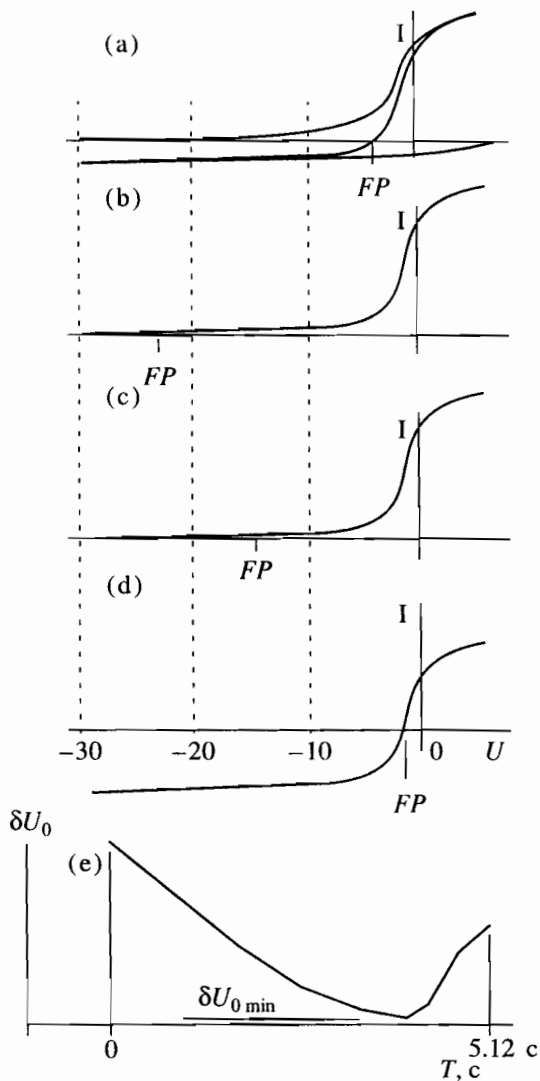 (a)
I
FP
(b)
I
FP
(c)
I
FP
(d)
I
−30 −20 −10 0 U
FP
δU₀
(e)
δU₀ min
0 5.12 c
T, c